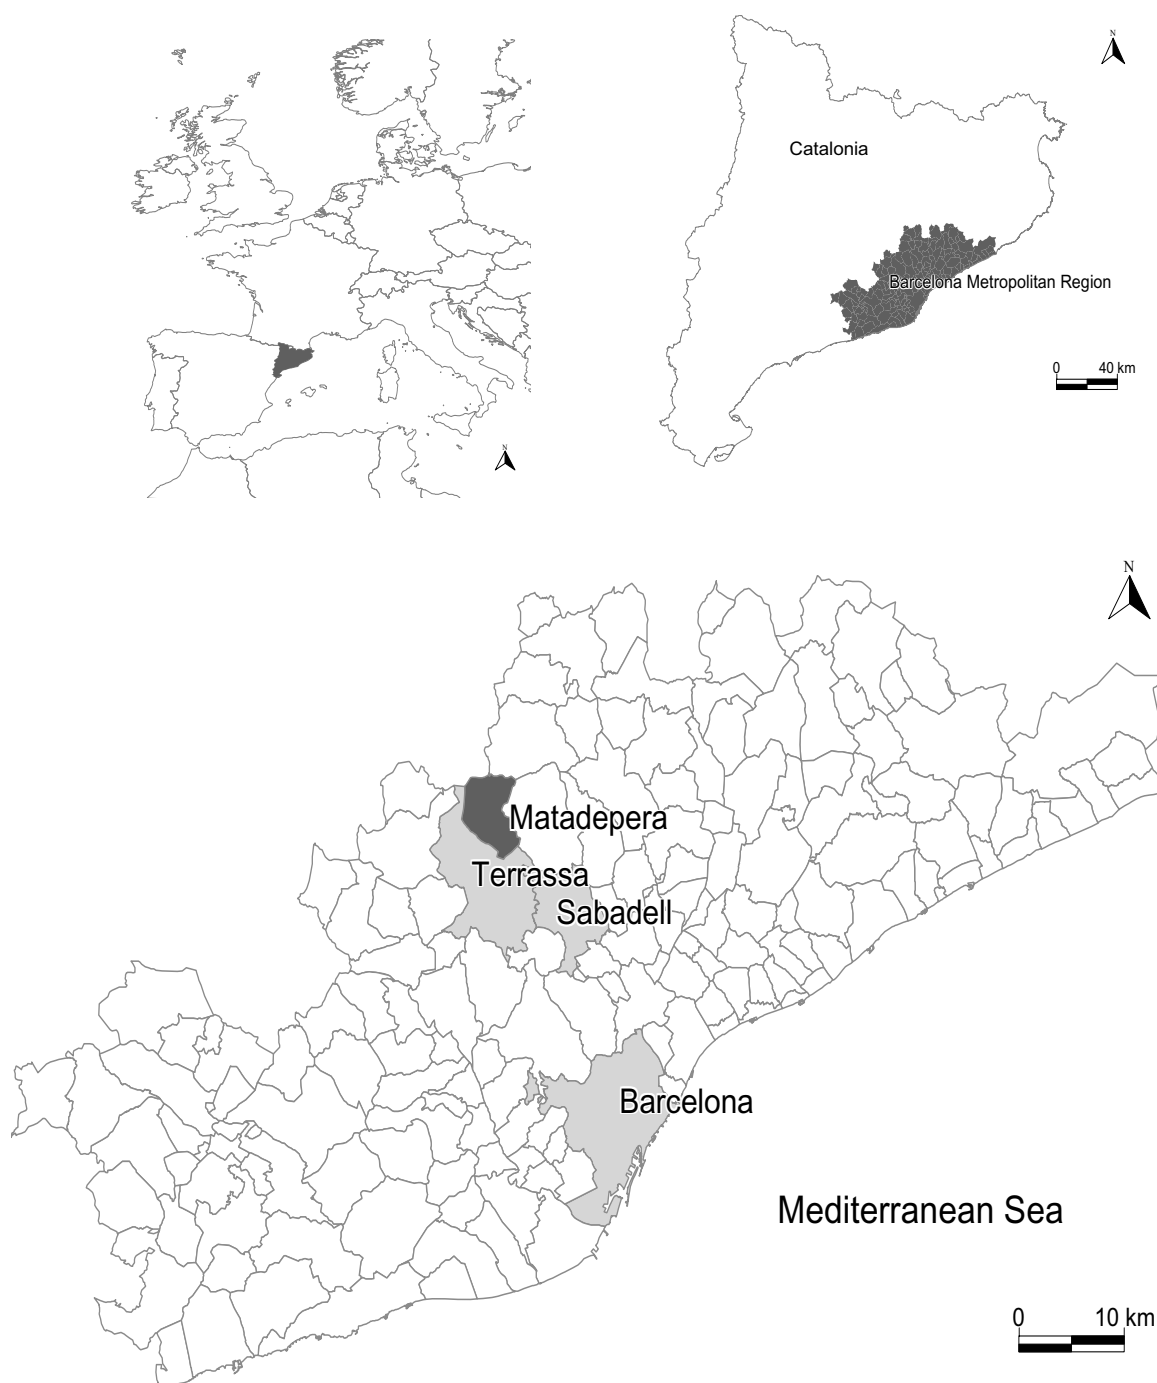 N
Catalonia
Barcelona Metropolitan Region
0 40 km
N
N
Matadepera
Terrassa
Sabadell
Barcelona
Mediterranean Sea
0 10 km